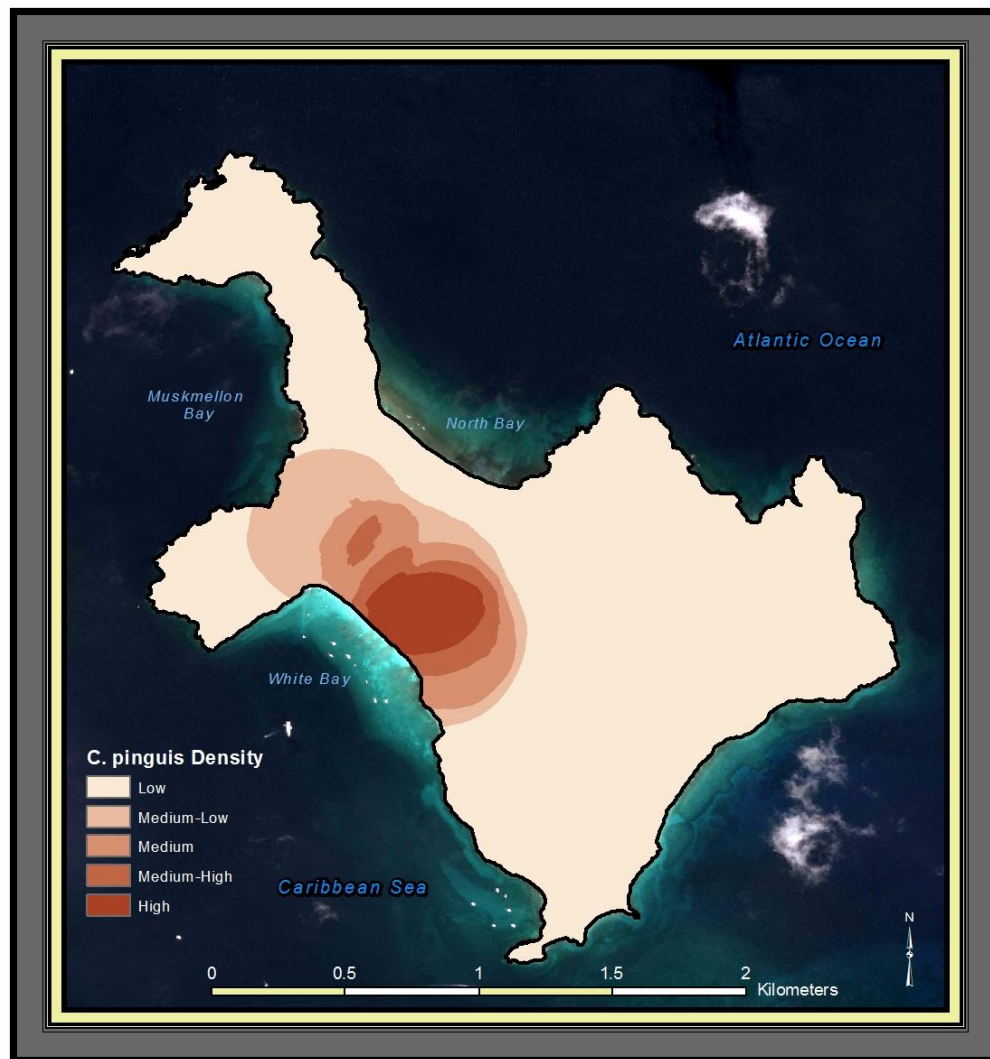 Atlantic Ocean
Muskmellon
Bay
North Bay
White Bay
C. pinguis Density
Low
Medium-Low
Medium
Medium-High
High
Caribbean Sea
N
0 0.5 1 1.5 2
Kilometers